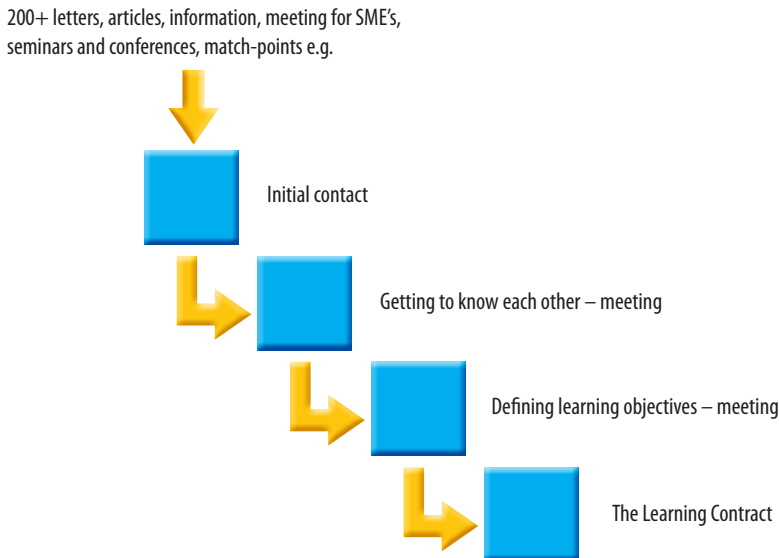 200+ letters, articles, information, meeting for SME's,
seminars and conferences, match-points e.g.
Initial contact
Getting to know each other – meeting
Defining learning objectives – meeting
The Learning Contract